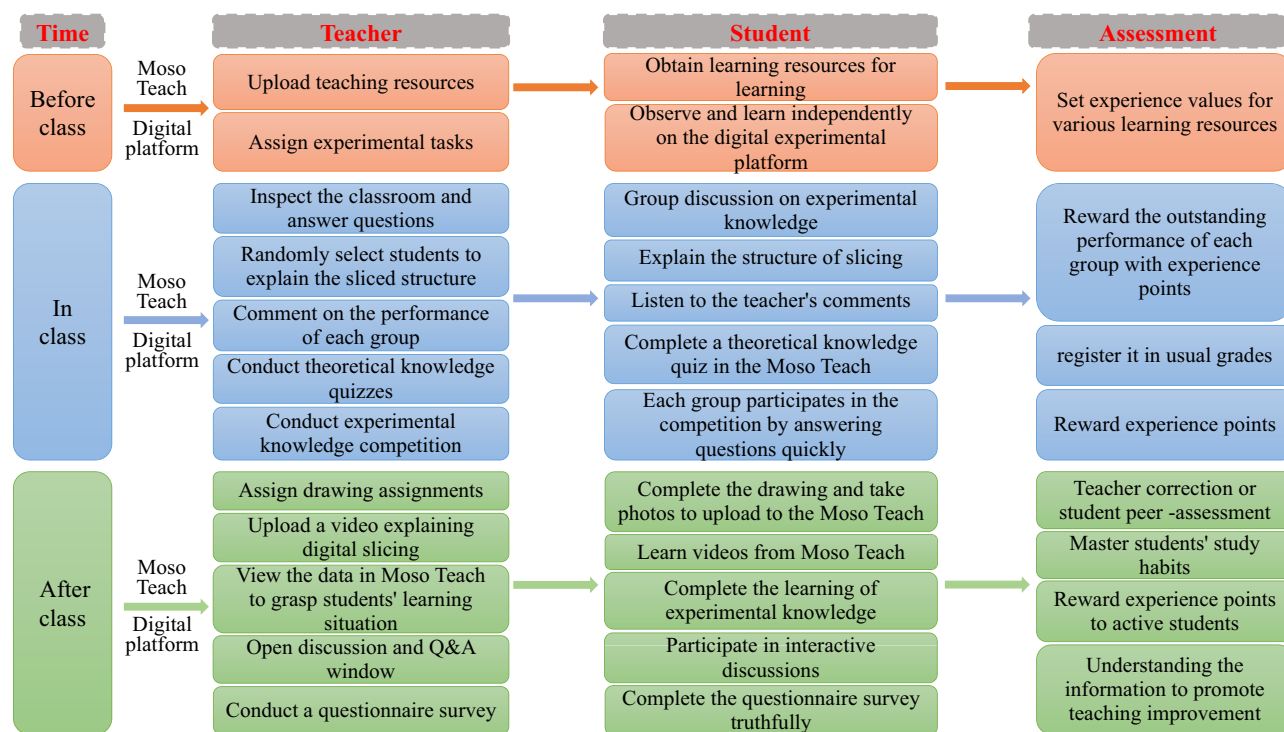 Time
Teacher
Student
Assessment
Before
class
Moso
Teach
Digital
platform
Upload teaching resources
Assign experimental tasks
Obtain learning resources for
learning
Observe and learn independently
on the digital experimental
platform
Set experience values for
various learning resources
In
class
Moso
Teach
Digital
platform
Inspect the classroom and
answer questions
Randomly select students to
explain the sliced structure
Comment on the performance
of each group
Conduct theoretical knowledge
quizzes
Conduct experimental
knowledge competition
Group discussion on experimental
knowledge
Explain the structure of slicing
Listen to the teacher's comments
Complete a theoretical knowledge
quiz in the Moso Teach
Each group participates in the
competition by answering
questions quickly
Reward the outstanding
performance of each
group with experience
points
register it in usual grades
Reward experience points
After
class
Moso
Teach
Digital
platform
Assign drawing assignments
Upload a video explaining
digital slicing
View the data in Moso Teach
to grasp students' learning
situation
Open discussion and Q&A
window
Conduct a questionnaire survey
Complete the drawing and take
photos to upload to the Moso Teach
Learn videos from Moso Teach
Complete the learning of
experimental knowledge
Participate in interactive
discussions
Complete the questionnaire survey
truthfully
Teacher correction or
student peer -assessment
Master students' study
habits
Reward experience points
to active students
Understanding the
information to promote
teaching improvement